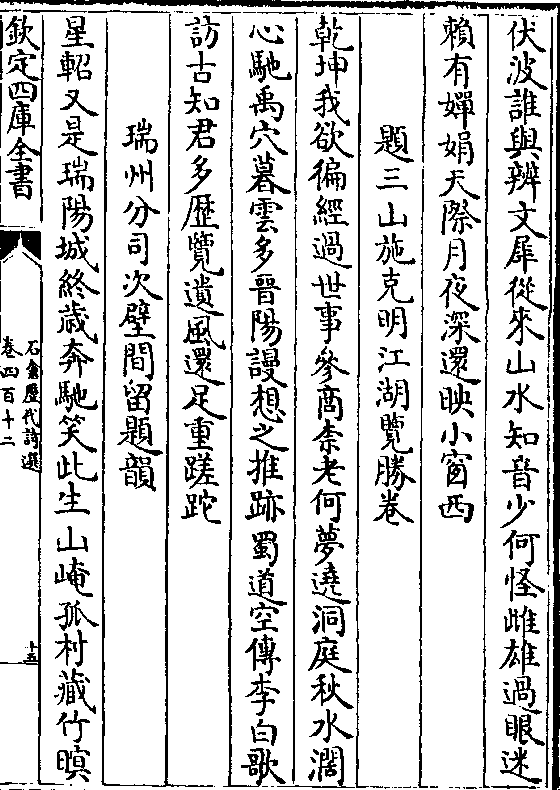 伏波誰與辨文犀從來山水知音少何怪雌雄過眼迷
賴有嬋娟天際月夜深還映小窗西
題三山施克明江湖覽勝卷
乾坤我欲徧經過世事參商柰老何夢遶洞庭秋水濶
心馳禹穴暮雲多晉陽謾想之推跡蜀道空傳李白歌
訪古知君多歷覽遺風還足重蹉跎
瑞州分司次壁間留題韻
星軺又是瑞陽城終歲奔馳笑此生山崦孤村藏竹暝
欽定四庫全書
石倉歷代詩選
卷四百十二
十五